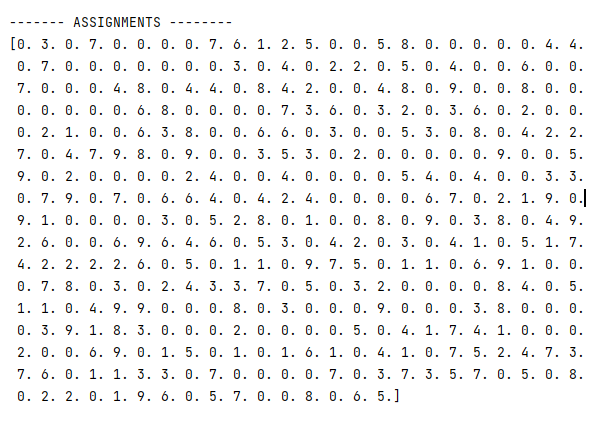 ------- ASSIGNMENTS --------
[0. 3. 0. 7. 0. 0. 0. 0. 7. 6. 1. 2. 5. 0. 0. 5. 8. 0. 0. 0. 0. 0. 4. 4.
0. 7. 0. 0. 0. 0. 0. 0. 0. 3. 0. 4. 0. 2. 2. 0. 5. 0. 4. 0. 0. 6. 0. 0.
7. 0. 0. 0. 4. 8. 0. 4. 4. 0. 8. 4. 2. 0. 0. 4. 8. 0. 9. 0. 0. 8. 0. 0.
0. 0. 0. 0. 0. 6. 8. 0. 0. 0. 0. 7. 3. 6. 0. 3. 2. 0. 3. 6. 0. 2. 0. 0.
0. 2. 1. 0. 0. 6. 3. 8. 0. 0. 6. 6. 0. 3. 0. 0. 5. 3. 0. 8. 0. 4. 2. 2.
7. 0. 4. 7. 9. 8. 0. 9. 0. 0. 3. 5. 3. 0. 2. 0. 0. 0. 0. 0. 9. 0. 0. 5.
9. 0. 2. 0. 0. 0. 0. 2. 4. 0. 0. 4. 0. 0. 0. 0. 5. 4. 0. 4. 0. 0. 3. 3.
0. 7. 9. 0. 7. 0. 6. 6. 4. 0. 4. 2. 4. 0. 0. 0. 0. 6. 7. 0. 2. 1. 9. 0.
9. 1. 0. 0. 0. 0. 3. 0. 5. 2. 8. 0. 1. 0. 0. 8. 0. 9. 0. 3. 8. 0. 4. 9.
2. 6. 0. 0. 6. 9. 6. 4. 6. 0. 5. 3. 0. 4. 2. 0. 3. 0. 4. 1. 0. 5. 1. 7.
4. 2. 2. 2. 2. 6. 0. 5. 0. 1. 1. 0. 9. 7. 5. 0. 1. 1. 0. 6. 9. 1. 0. 0.
0. 7. 8. 0. 3. 0. 2. 4. 3. 3. 7. 0. 5. 0. 3. 2. 0. 0. 0. 0. 8. 4. 0. 5.
1. 1. 0. 4. 9. 9. 0. 0. 0. 8. 0. 3. 0. 0. 0. 9. 0. 0. 0. 3. 8. 0. 0. 0.
0. 3. 9. 1. 8. 3. 0. 0. 0. 2. 0. 0. 0. 0. 5. 0. 4. 1. 7. 4. 1. 0. 0. 0.
2. 0. 0. 6. 9. 0. 1. 5. 0. 1. 0. 1. 6. 1. 0. 4. 1. 0. 7. 5. 2. 4. 7. 3.
7. 6. 0. 1. 1. 3. 3. 0. 7. 0. 0. 0. 0. 7. 0. 3. 7. 3. 5. 7. 0. 5. 0. 8.
0. 2. 2. 0. 1. 9. 6. 0. 5. 7. 0. 0. 8. 0. 6. 5.]